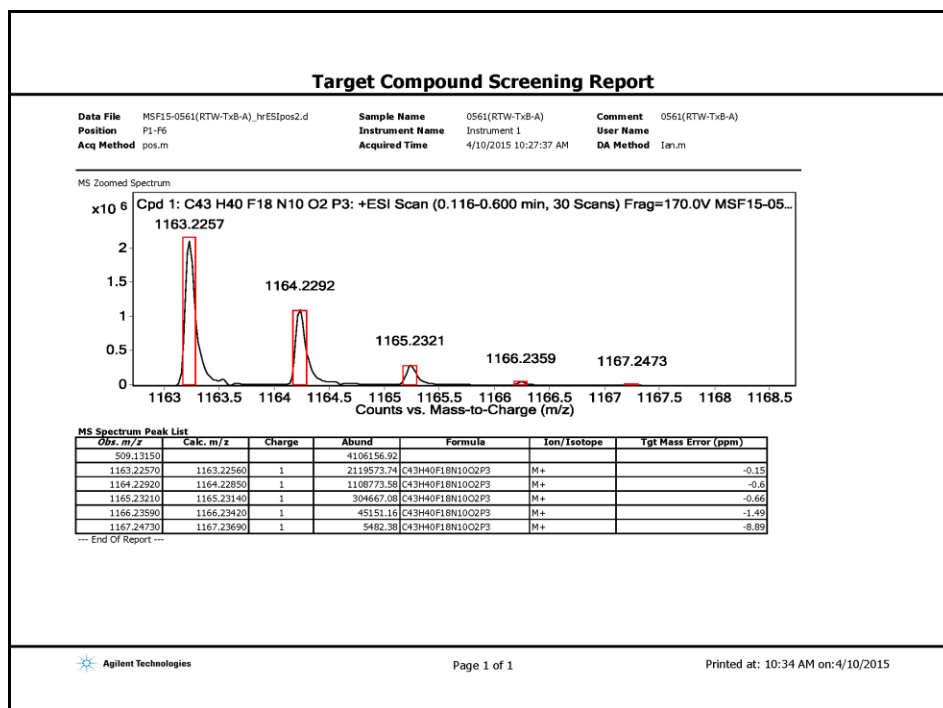 Target Compound Screening Report
Data File MSF15-0561(RTW-TxB-A)_hrESIpos2.d Sample Name 0561(RTW-TxB-A) Comment 0561(RTW-TxB-A)
Position P1-F6 Instrument Name Instrument 1 User Name
Acq Method pos.m Acquired Time 4/10/2015 10:27:37 AM DA Method Ian.m
MS Zoomed Spectrum
x10 6 Cpd 1: C43 H40 F18 N10 O2 P3: +ESI Scan (0.116-0.600 min, 30 Scans) Frag=170.0V MSF15-05...
1163.2257
2
1.5
1164.2292
1
1165.2321
0.5
1166.2359
1167.2473
0
1163 1163.5 1164 1164.5 1165 1165.5 1166 1166.5 1167 1167.5 1168 1168.5
Counts vs. Mass-to-Charge (m/z)
MS Spectrum Peak List
Obs. m/z Calc. m/z Charge Abund Formula Ion/Isotope Tgt Mass Error (ppm)
509.13150 4106156.92
1163.22570 1163.22560 1 2119573.74 C43H40F18N10O2P3 M+ -0.15
1164.22920 1164.22850 1 1108773.58 C43H40F18N10O2P3 M+ -0.6
1165.23210 1165.23140 1 304667.08 C43H40F18N10O2P3 M+ -0.66
1166.23590 1166.23420 1 45151.16 C43H40F18N10O2P3 M+ -1.49
1167.24730 1167.23690 1 5482.38 C43H40F18N10O2P3 M+ -8.89
--- End Of Report ---
Agilent Technologies Page 1 of 1 Printed at: 10:34 AM on:4/10/2015